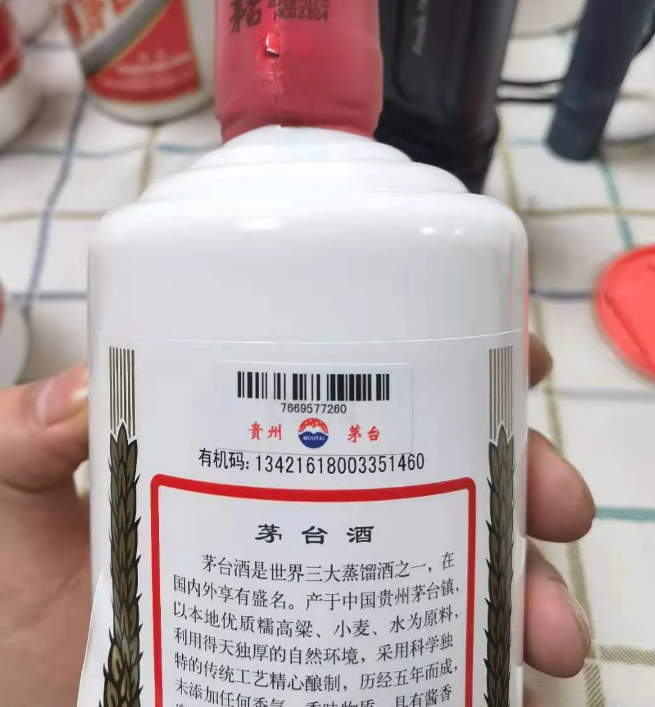 茅台
7669577260
贵州 MOUTAI 茅台
有机码:13421618003351460
茅台酒
茅台酒是世界三大蒸馏酒之一，在
国内外享有盛名。产于中国贵州茅台镇，
以本地优质糯高粱、小麦、水为原料，
利用得天独厚的自然环境，采用科学独
特的传统工艺精心酿制，历经五年而成，
未添加任何香气、香味物质，具有酱香